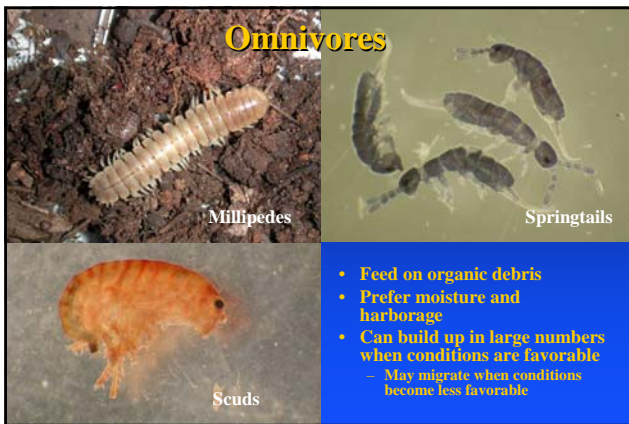 Omnivores
Millipedes
Springtails
Scuds
• Feed on organic debris
• Prefer moisture and
harborage
• Can build up in large numbers
when conditions are favorable
– May migrate when conditions
become less favorable